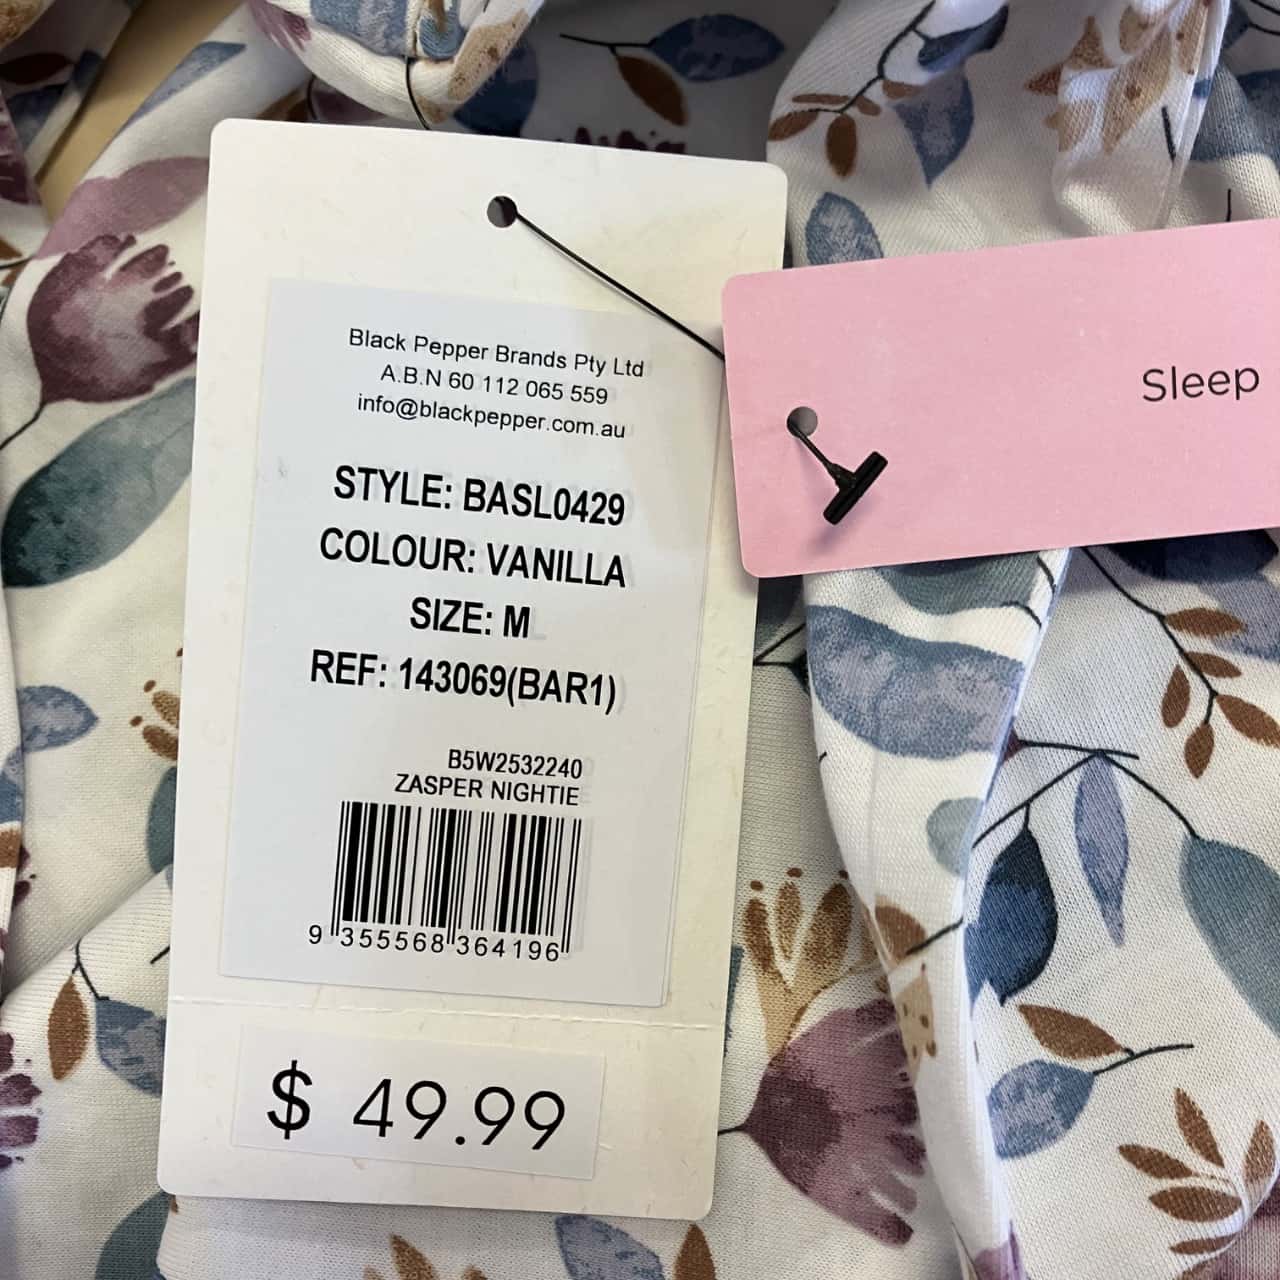 Black Pepper Brands Pty Ltd
A.B.N 60 112 065 559
info@blackpepper.com.au
STYLE: BASL0429
COLOUR: VANILLA
SIZE: M
REF: 143069(BAR1)
B5W2532240
ZASPER NIGHTIE
9 355568 364196
$ 49.99
Sleep